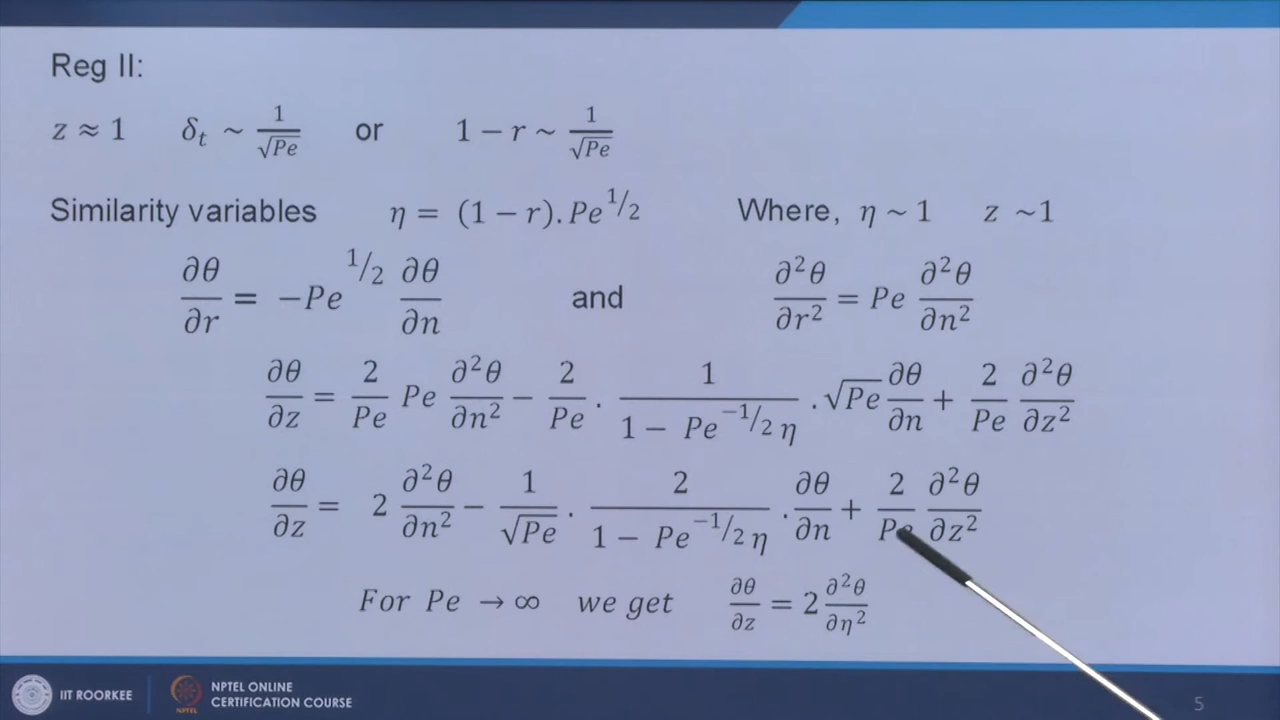 Reg II:
z ≈ 1 δ_t ~ 1/√Pe or 1 − r ~ 1/√Pe
Similarity variables η = (1 − r). Pe^{1/2} Where, η ~ 1 z ~1
∂θ/∂r = −Pe^{1/2} ∂θ/∂n and ∂²θ/∂r² = Pe ∂²θ/∂n²
∂θ/∂z = 2/Pe Pe ∂²θ/∂n² − 2/Pe . 1/(1 − Pe^{−1/2} η) . √Pe ∂θ/∂n + 2/Pe ∂²θ/∂z²
∂θ/∂z = 2 ∂²θ/∂n² − 1/√Pe . 2/(1 − Pe^{−1/2} η) . ∂θ/∂n + 2/Pe ∂²θ/∂z²
For Pe → ∞ we get ∂θ/∂z = 2 ∂²θ/∂η²
IIT ROORKEE
NPTEL ONLINE
CERTIFICATION COURSE
NPTEL
5